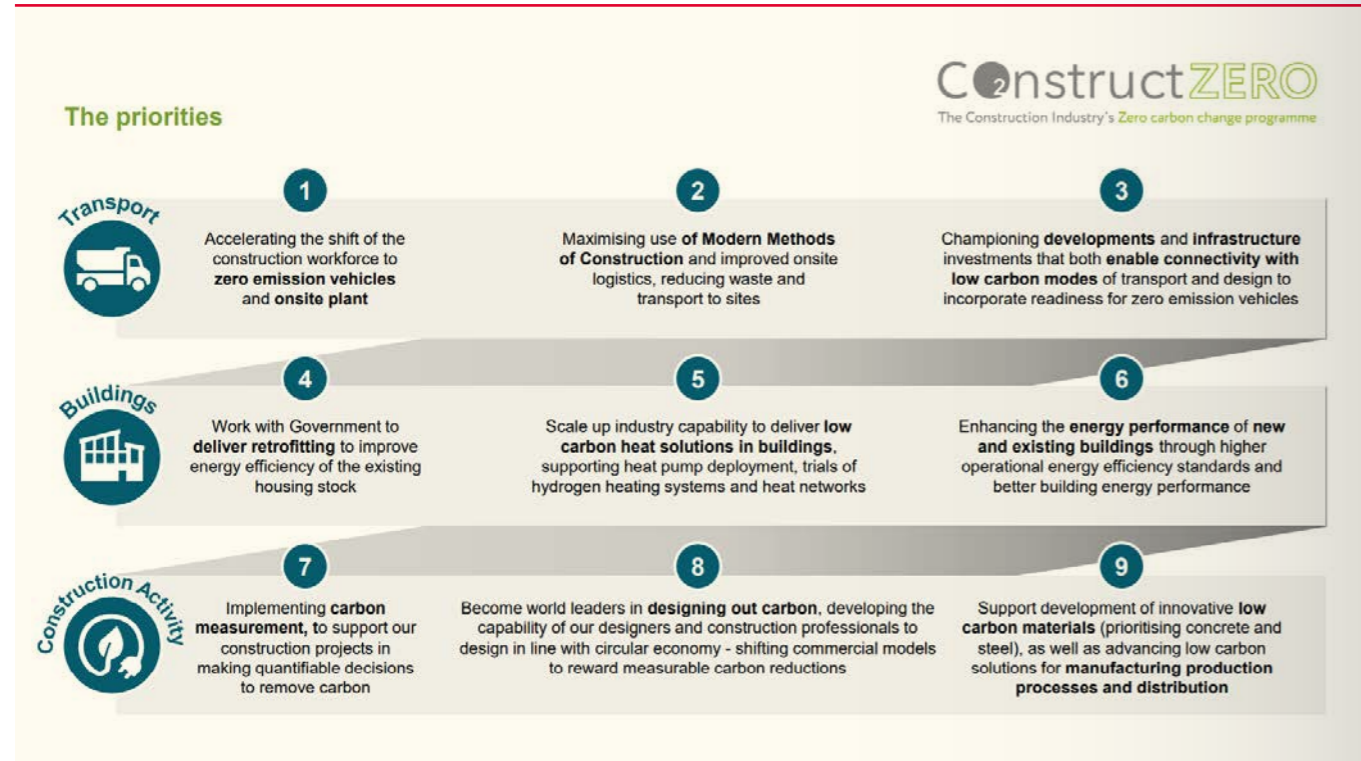 CO2nstructZERO
The Construction Industry's Zero carbon change programme
The priorities
Transport
1
Accelerating the shift of the
construction workforce to
zero emission vehicles
and onsite plant
2
Maximising use of Modern Methods
of Construction and improved onsite
logistics, reducing waste and
transport to sites
3
Championing developments and infrastructure
investments that both enable connectivity with
low carbon modes of transport and design to
incorporate readiness for zero emission vehicles
Buildings
4
Work with Government to
deliver retrofitting to improve
energy efficiency of the existing
housing stock
5
Scale up industry capability to deliver low
carbon heat solutions in buildings,
supporting heat pump deployment, trials of
hydrogen heating systems and heat networks
6
Enhancing the energy performance of new
and existing buildings through higher
operational energy efficiency standards and
better building energy performance
Construction Activity
7
Implementing carbon
measurement, to support our
construction projects in
making quantifiable decisions
to remove carbon
8
Become world leaders in designing out carbon, developing the
capability of our designers and construction professionals to
design in line with circular economy - shifting commercial models
to reward measurable carbon reductions
9
Support development of innovative low
carbon materials (prioritising concrete and
steel), as well as advancing low carbon
solutions for manufacturing production
processes and distribution